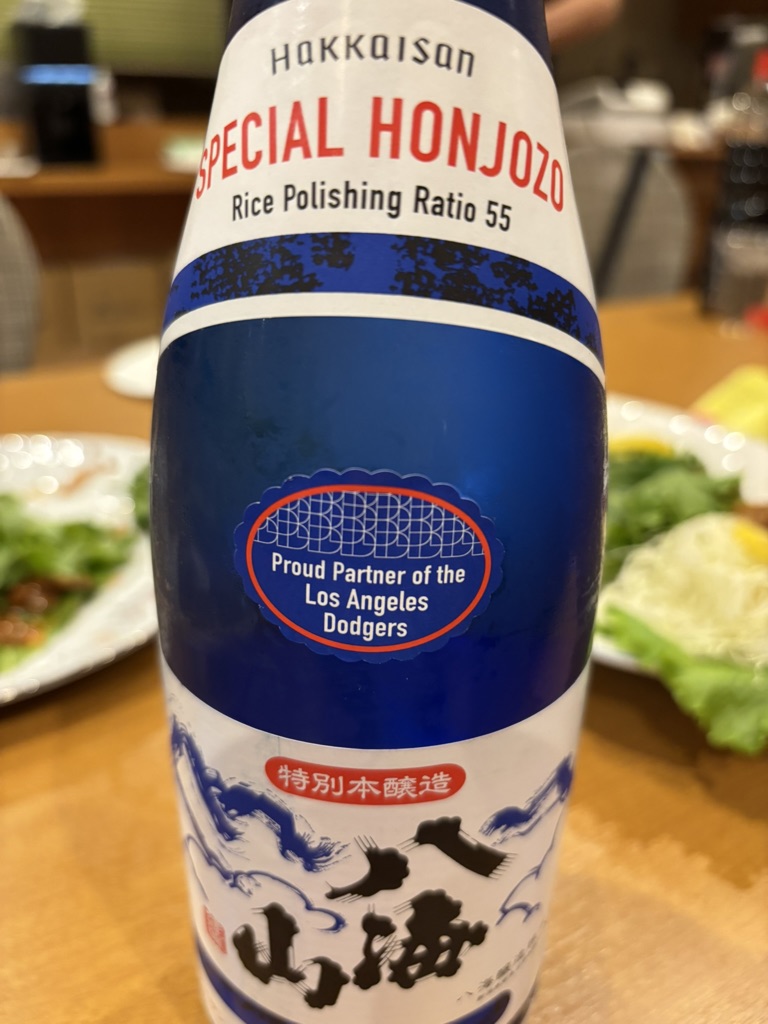 HaKKaISan
SPECIAL HONJOZO
Rice Polishing Ratio 55
Proud Partner of the
Los Angeles
Dodgers
特別本醸造
八海山